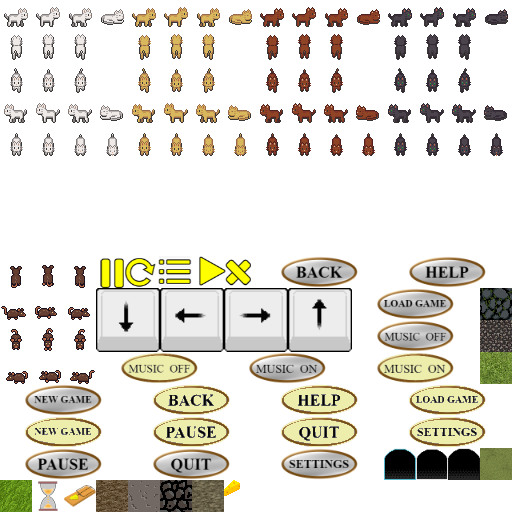 BACK
HELP
LOAD GAME
MUSIC OFF
MUSIC OFF
MUSIC ON
MUSIC ON
NEW GAME
BACK
HELP
LOAD GAME
NEW GAME
PAUSE
QUIT
SETTINGS
PAUSE
QUIT
SETTINGS